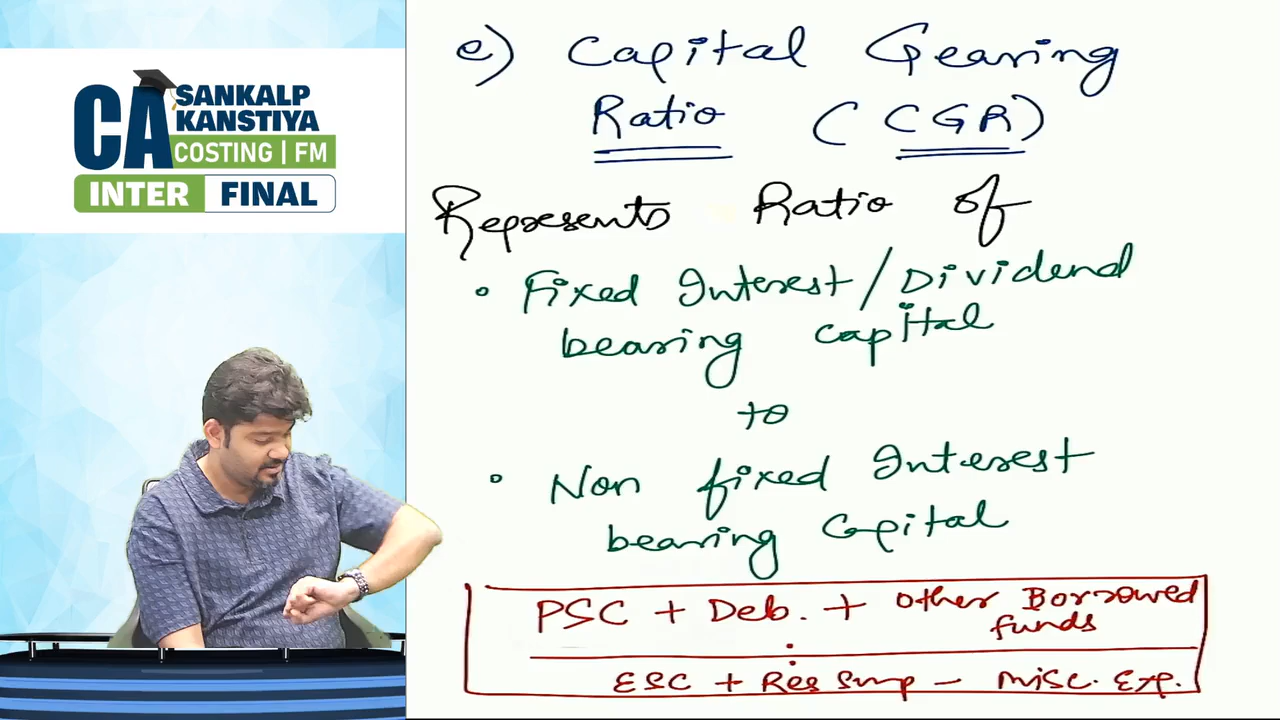 CA SANKALP KANSTIYA
COSTING | FM
INTER FINAL
e) Capital Gearing
Ratio (CGR)
Represents Ratio of
• Fixed Interest/Dividend
bearing capital
to
• Non fixed Interest
bearing Capital
PSC + Deb. + Other Borrowed
funds
ESC + Res Surp - Misc. Exp.